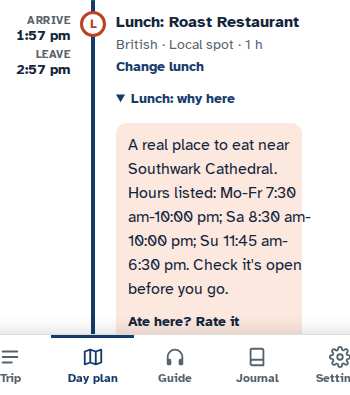 ARRIVE
1:57 pm
LEAVE
2:57 pm
L
Lunch: Roast Restaurant
British · Local spot · 1 h
Change lunch
▼ Lunch: why here
A real place to eat near
Southwark Cathedral.
Hours listed: Mo-Fr 7:30
am-10:00 pm; Sa 8:30 am-
10:00 pm; Su 11:45 am-
6:30 pm. Check it's open
before you go.
Ate here? Rate it
Trip
Day plan
Guide
Journal
Settin